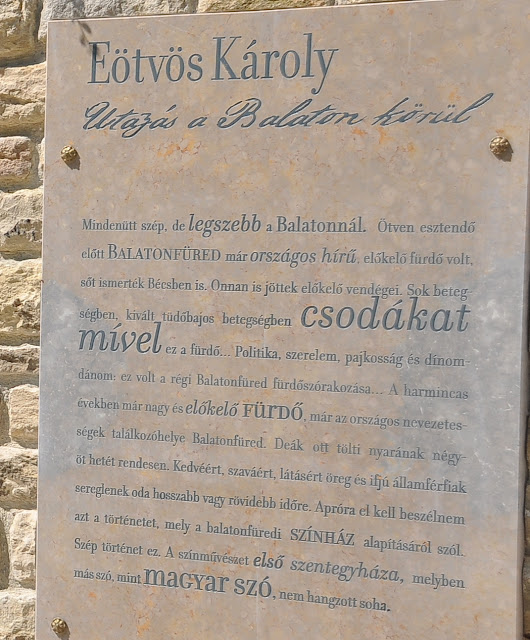 Eötvös Károly
Utazás a Balaton körül
Mindenütt szép, de legszebb a Balatonnál. Ötven esztendő
előtt BALATONFÜRED már országos hírű, előkelő fürdő volt,
sőt ismerték Bécsben is. Onnan is jöttek előkelő vendégei. Sok beteg
ségben, kivált tüdőbajos betegségben csodákat
mível ez a fürdő... Politika, szerelem, pajkosság és dínom-
dánom: ez volt a régi Balatonfüred fürdőszórakozása... A harmincas
években már nagy és előkelő FÜRDŐ, már az országos nevezetes-
ségek találkozóhelye Balatonfüred. Deák ott tölti nyarának négy-
öt hetét rendesen. Kedvéért, szaváért, látásért öreg és ifjú államférfiak
sereglenek oda hosszabb vagy rövidebb időre. Apróra el kell beszélnem
azt a történetet, mely a balatonfüredi SZÍNHÁZ alapításáról szól.
Szép történet ez. A színművészet első szentegyháza, melyben
más szó, mint MAGYAR SZÓ, nem hangzott soha.